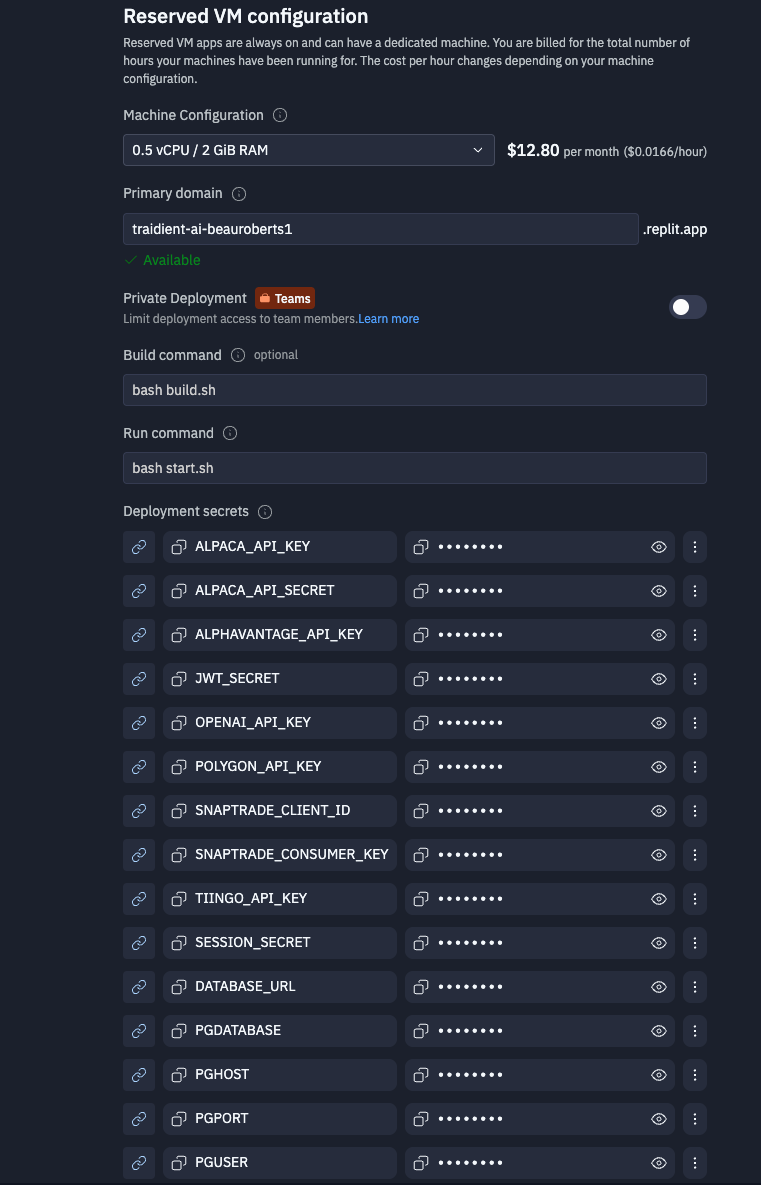 Reserved VM configuration
Reserved VM apps are always on and can have a dedicated machine. You are billed for the total number of
hours your machines have been running for. The cost per hour changes depending on your machine
configuration.
Machine Configuration
0.5 vCPU / 2 GiB RAM $12.80 per month ($0.0166/hour)
Primary domain
traidient-ai-beauroberts1 .replit.app
Available
Private Deployment Teams
Limit deployment access to team members.Learn more
Build command optional
bash build.sh
Run command
bash start.sh
Deployment secrets
ALPACA_API_KEY ••••••••
ALPACA_API_SECRET ••••••••
ALPHAVANTAGE_API_KEY ••••••••
JWT_SECRET ••••••••
OPENAI_API_KEY ••••••••
POLYGON_API_KEY ••••••••
SNAPTRADE_CLIENT_ID ••••••••
SNAPTRADE_CONSUMER_KEY ••••••••
TIINGO_API_KEY ••••••••
SESSION_SECRET ••••••••
DATABASE_URL ••••••••
PGDATABASE ••••••••
PGHOST ••••••••
PGPORT ••••••••
PGUSER ••••••••